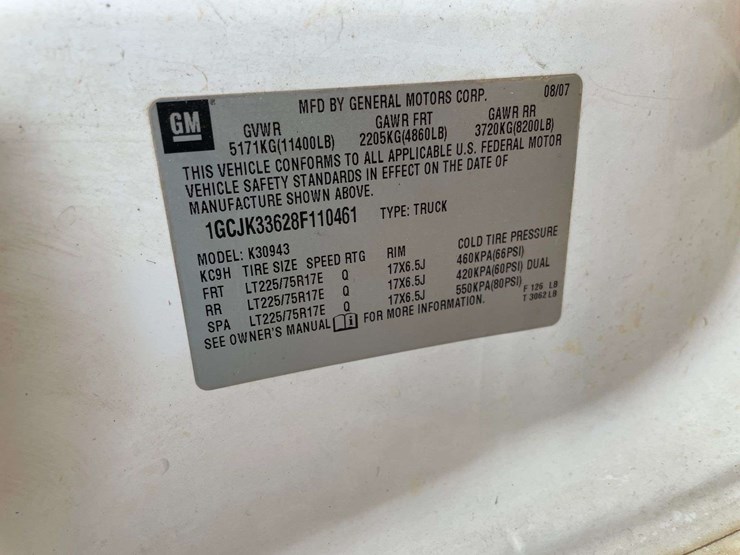 GM
MFD BY GENERAL MOTORS CORP. 08/07
GVWR GAWR FRT GAWR RR
5171KG(11400LB) 2205KG(4860LB) 3720KG(8200LB)
THIS VEHICLE CONFORMS TO ALL APPLICABLE U.S. FEDERAL MOTOR
VEHICLE SAFETY STANDARDS IN EFFECT ON THE DATE OF
MANUFACTURE SHOWN ABOVE.
1GCJK33628F110461 TYPE: TRUCK
MODEL: K30943
KC9H TIRE SIZE SPEED RTG RIM COLD TIRE PRESSURE
FRT LT225/75R17E Q 17X6.5J 460KPA(66PSI)
RR LT225/75R17E Q 17X6.5J 420KPA(60PSI) DUAL
SPA LT225/75R17E Q 17X6.5J 550KPA(80PSI)
SEE OWNER'S MANUAL i FOR MORE INFORMATION.
F 126 LB
T 3062 LB